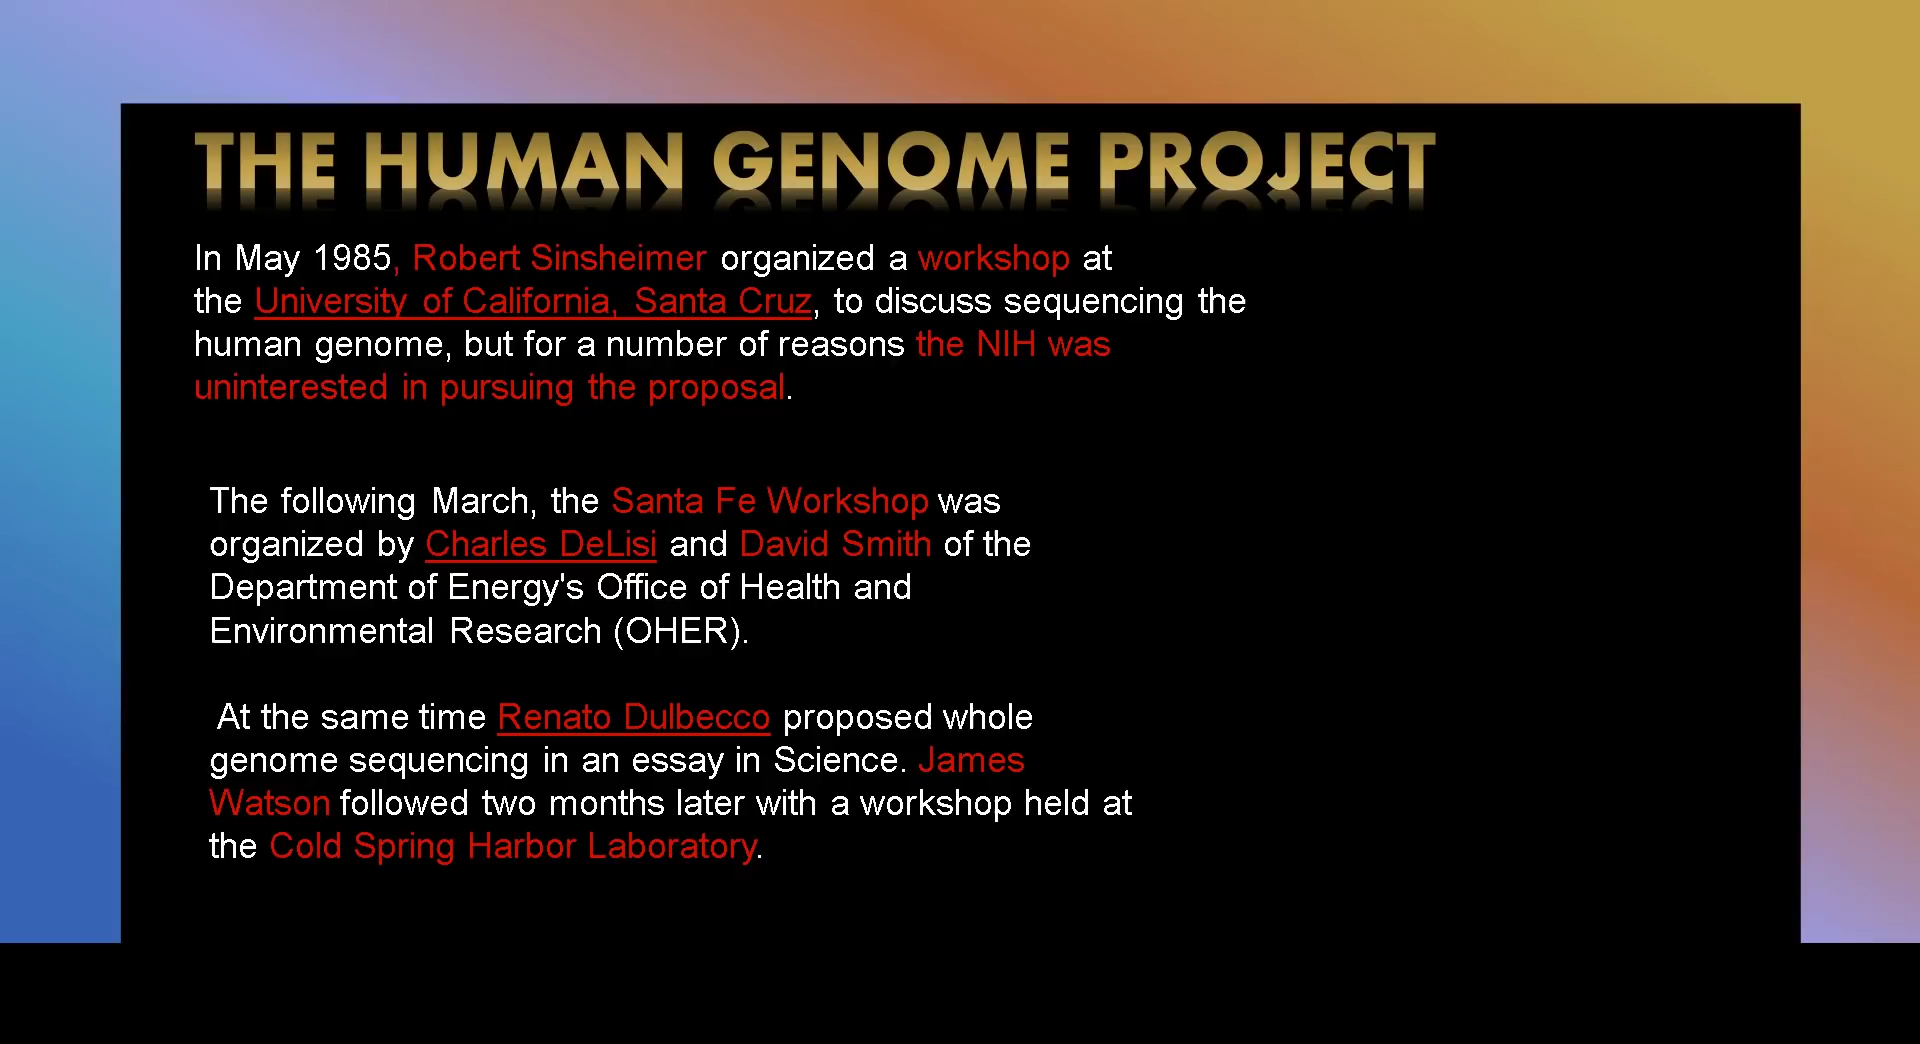 THE HUMAN GENOME PROJECT
In May 1985, Robert Sinsheimer organized a workshop at
the University of California, Santa Cruz, to discuss sequencing the
human genome, but for a number of reasons the NIH was
uninterested in pursuing the proposal.
The following March, the Santa Fe Workshop was
organized by Charles DeLisi and David Smith of the
Department of Energy's Office of Health and
Environmental Research (OHER).
At the same time Renato Dulbecco proposed whole
genome sequencing in an essay in Science. James
Watson followed two months later with a workshop held at
the Cold Spring Harbor Laboratory.